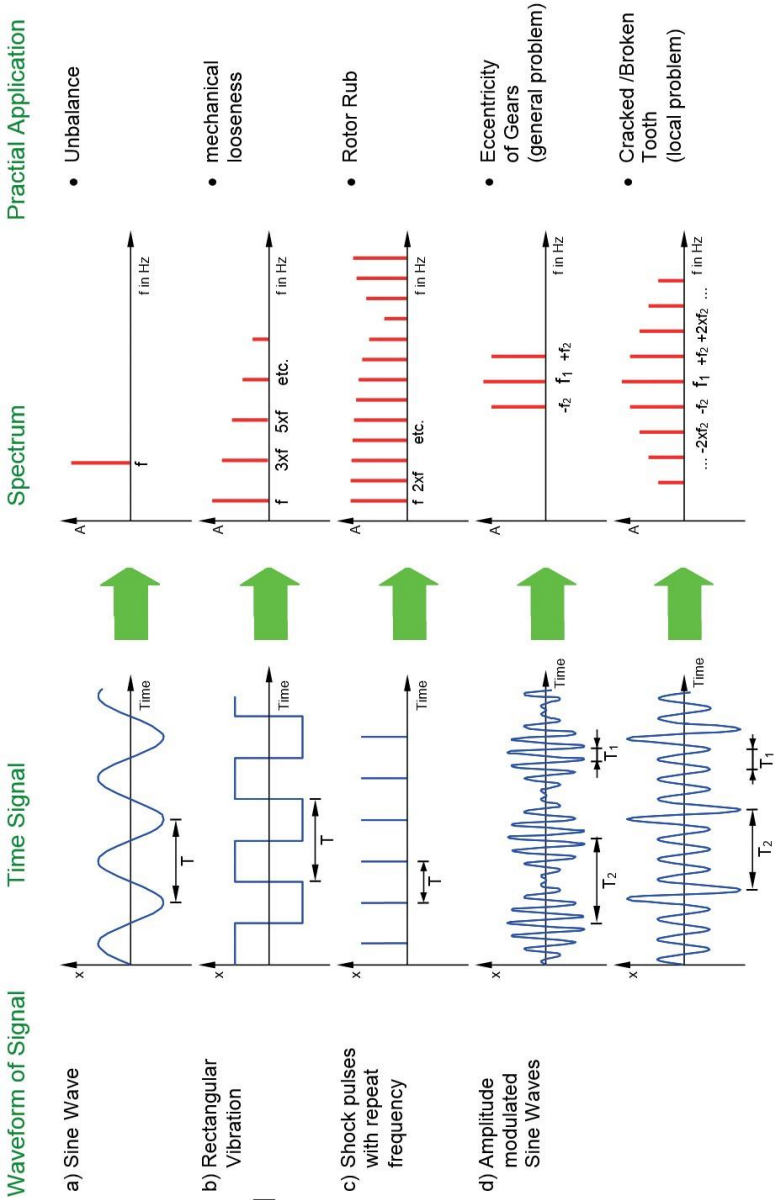 Waveform of Signal
Time Signal
Spectrum
Practial Application
a) Sine Wave
x
Time
T
A
f
f in Hz
• Unbalance
b) Rectangular
Vibration
x
Time
T
A
f 3xf 5xf etc.
f in Hz
• mechanical
looseness
c) Shock pulses
with repeat
frequency
x
Time
T
A
f 2xf etc.
f in Hz
• Rotor Rub
d) Amplitude
modulated
Sine Waves
x
Time
T₂
T₁
A
-f₂ f₁ +f₂
f in Hz
• Eccentricity
of Gears
(general problem)
x
Time
T₂
T₁
A
... -2xf₂ -f₂ f₁ +f₂ +2xf₂ ...
f in Hz
• Cracked /Broken
Tooth
(local problem)